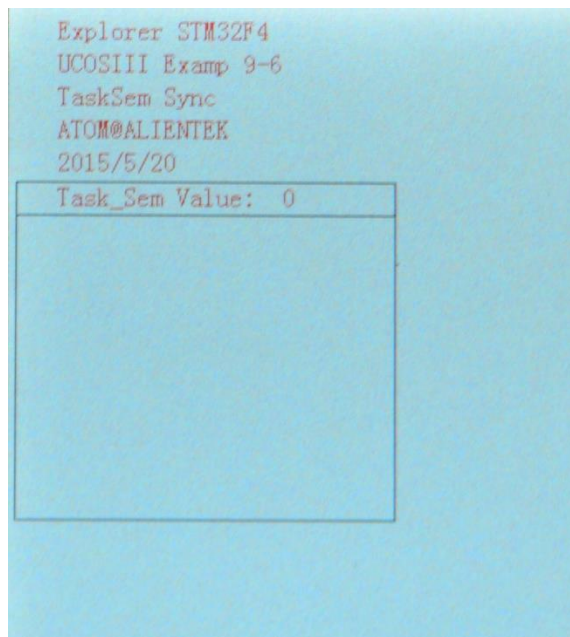 Explorer STM32F4
UCOSIII Examp 9-6
TaskSem Sync
ATOM@ALIENTEK
2015/5/20
Task_Sem Value: 0